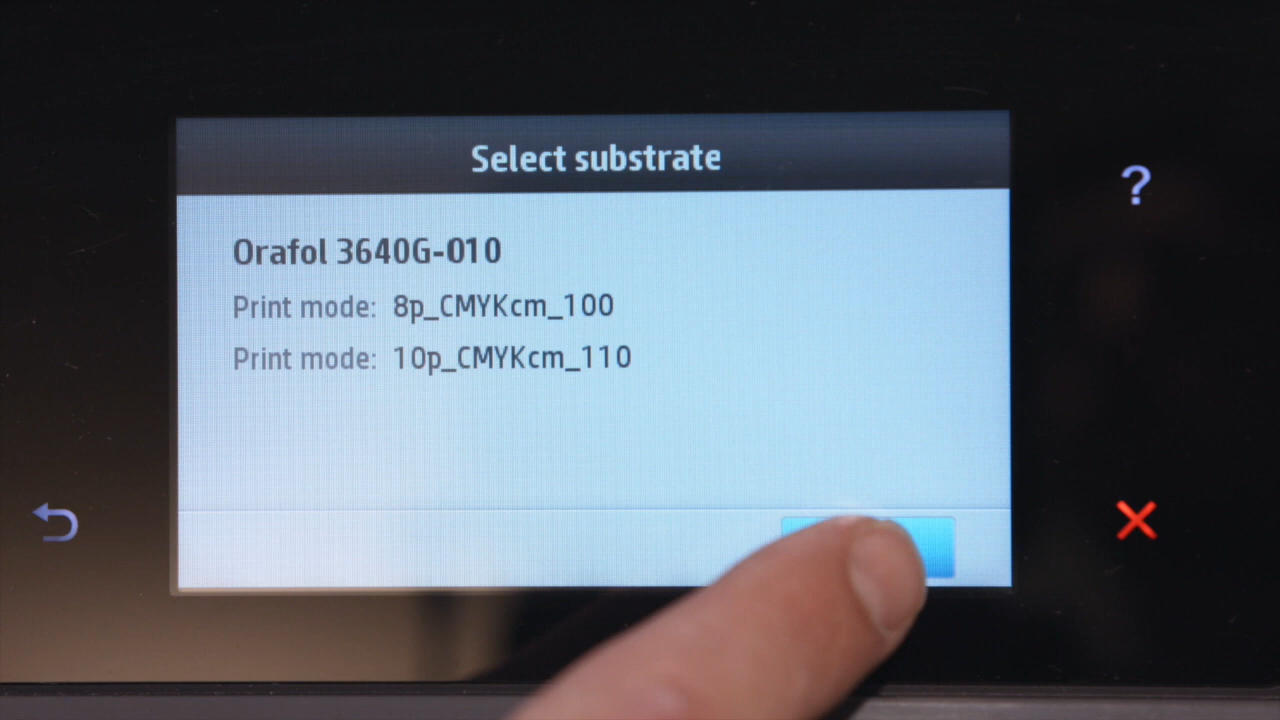 Select substrate
?
Orafol 3640G-010
Print mode: 8p_CMYKcm_100
Print mode: 10p_CMYKcm_110